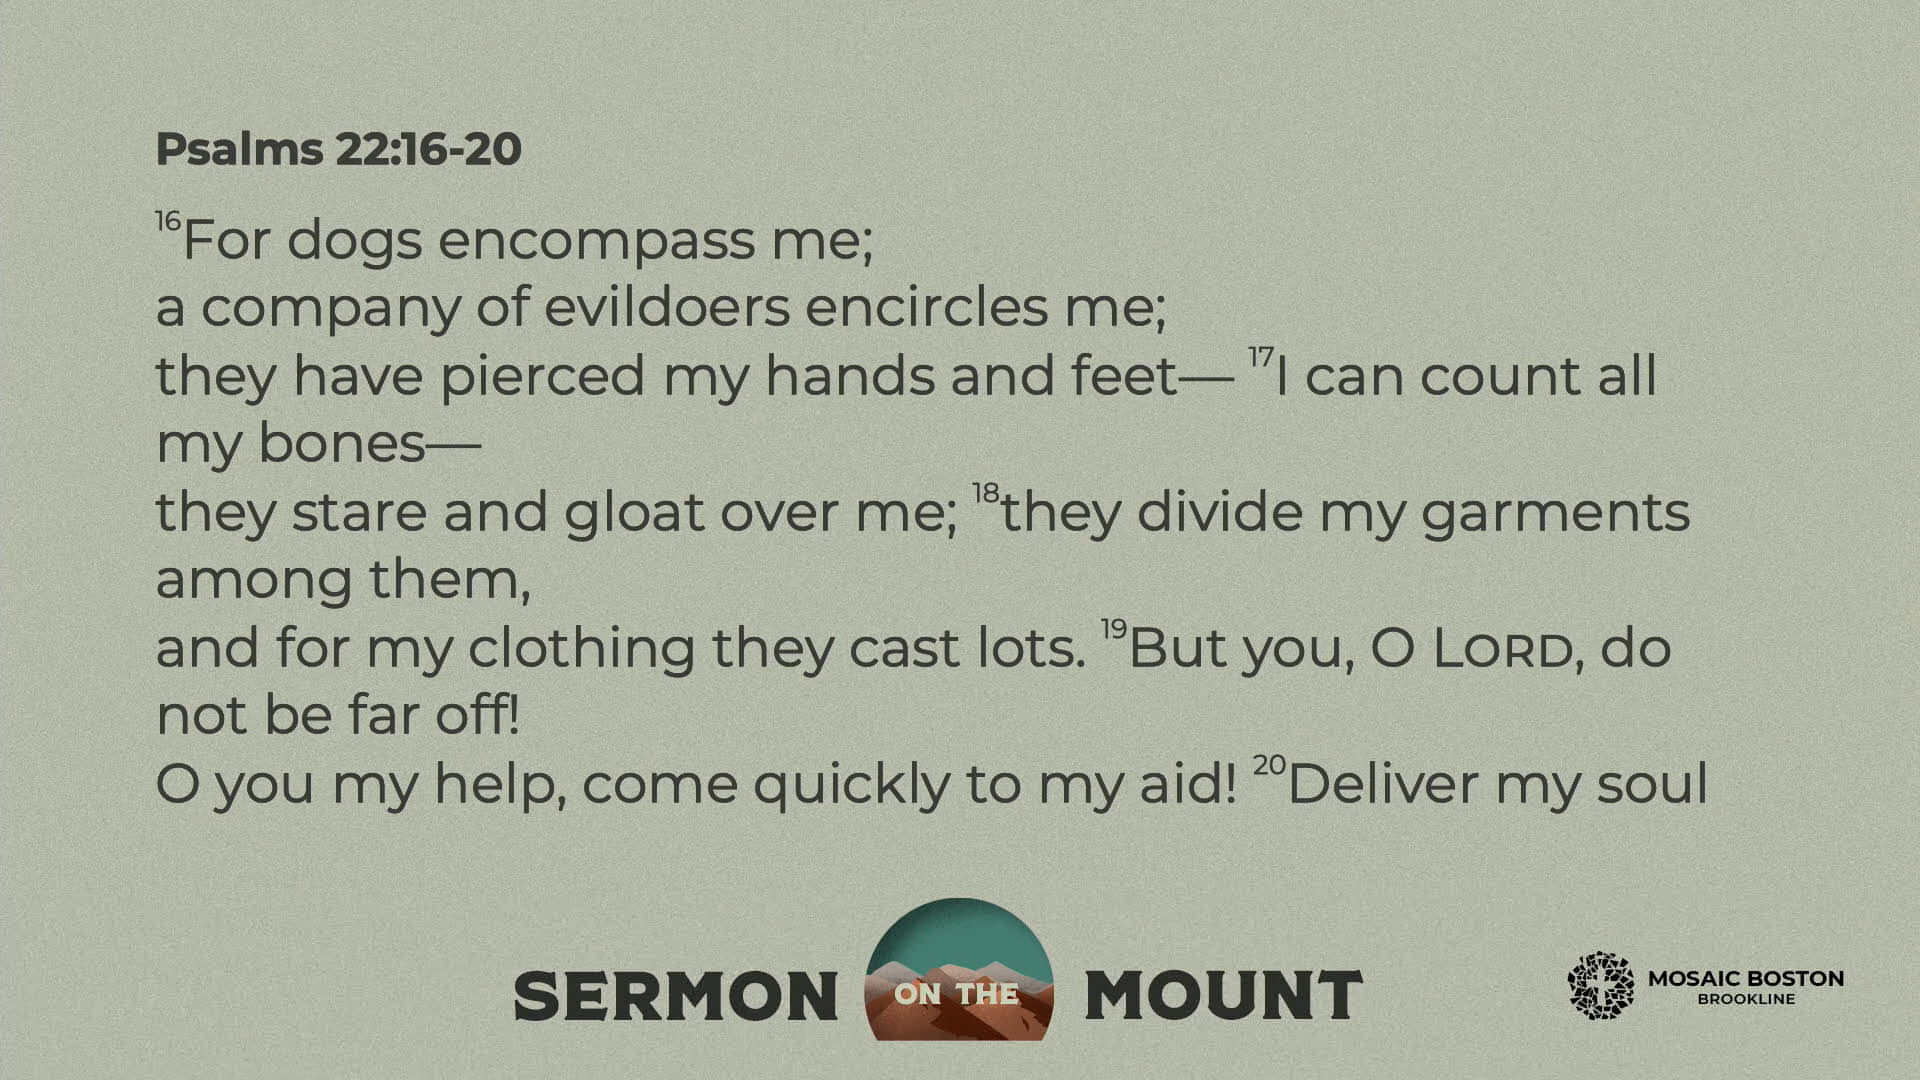 Psalms 22:16-20
16For dogs encompass me;
a company of evildoers encircles me;
they have pierced my hands and feet— 17I can count all
my bones—
they stare and gloat over me; 18they divide my garments
among them,
and for my clothing they cast lots. 19But you, O LORD, do
not be far off!
O you my help, come quickly to my aid! 20Deliver my soul
SERMON ON THE MOUNT
MOSAIC BOSTON
BROOKLINE